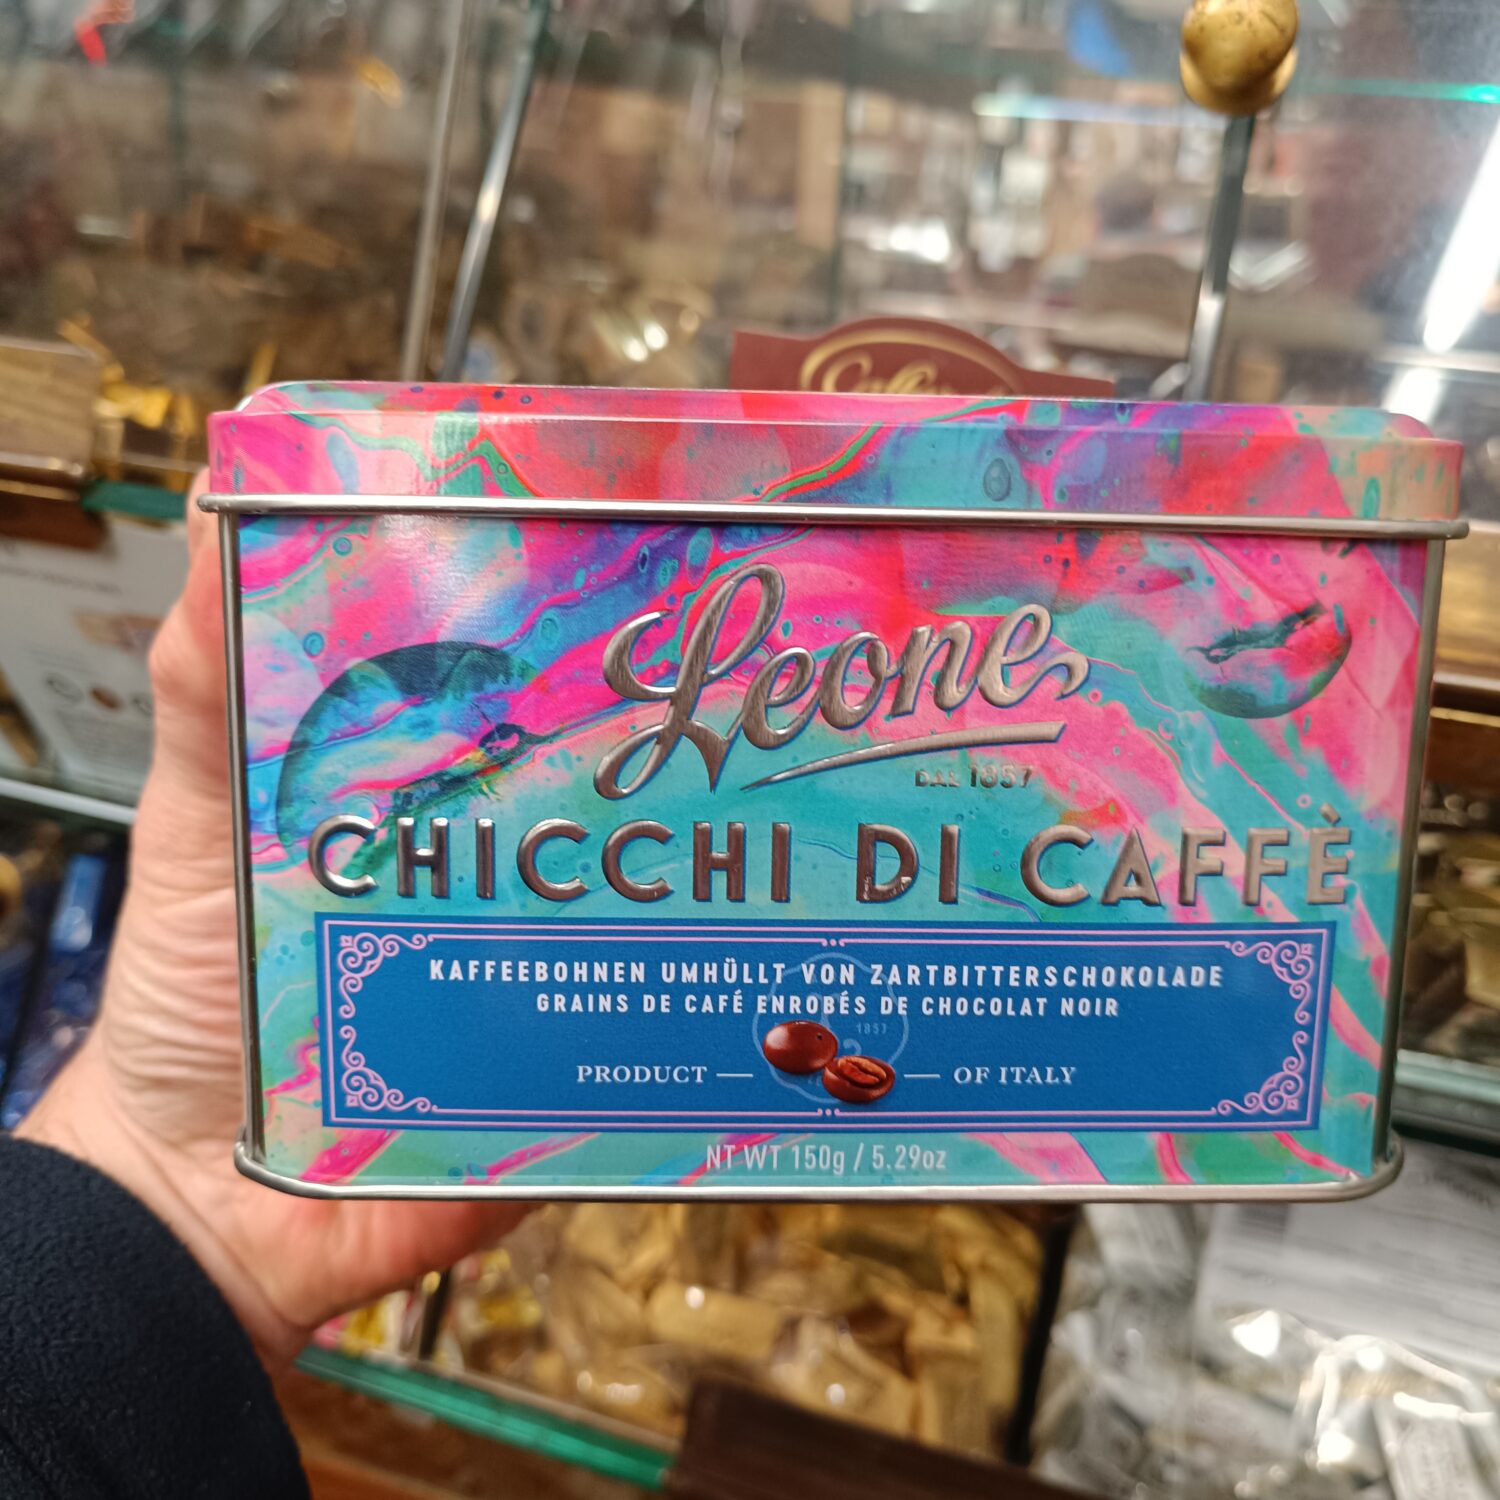 Leone
DAL 1857
CHICCHI DI CAFFÈ
KAFFEEBOHNEN UMHÜLLT VON ZARTBITTERSCHOKOLADE
GRAINS DE CAFÉ ENROBÉS DE CHOCOLAT NOIR
1857
PRODUCT — — OF ITALY
NT WT 150g / 5.29oz